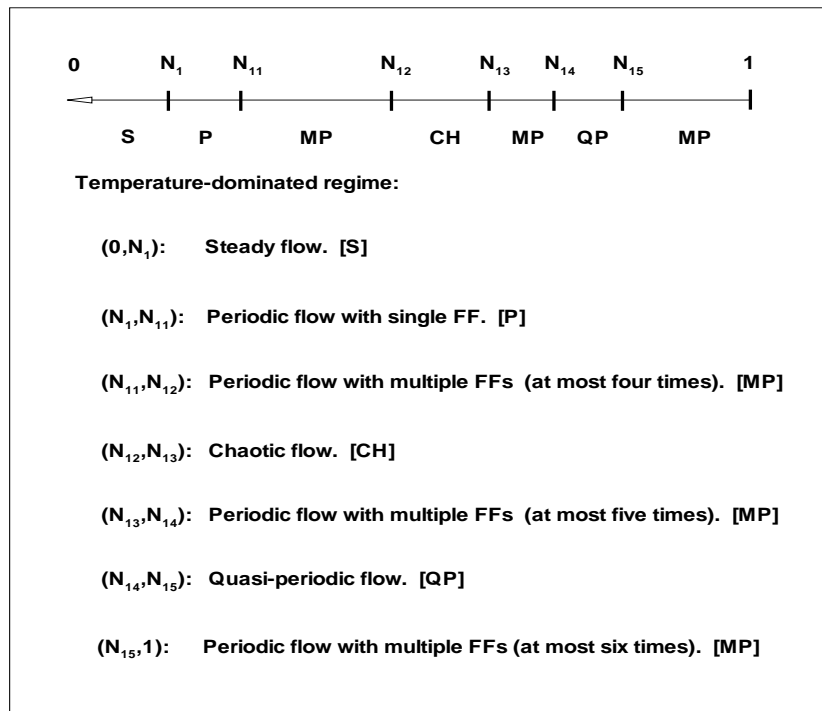 0 N₁ N₁₁ N₁₂ N₁₃ N₁₄ N₁₅ 1
S P MP CH MP QP MP
Temperature-dominated regime:
(0,N₁): Steady flow. [S]
(N₁,N₁₁): Periodic flow with single FF. [P]
(N₁₁,N₁₂): Periodic flow with multiple FFs (at most four times). [MP]
(N₁₂,N₁₃): Chaotic flow. [CH]
(N₁₃,N₁₄): Periodic flow with multiple FFs (at most five times). [MP]
(N₁₄,N₁₅): Quasi-periodic flow. [QP]
(N₁₅,1): Periodic flow with multiple FFs (at most six times). [MP]